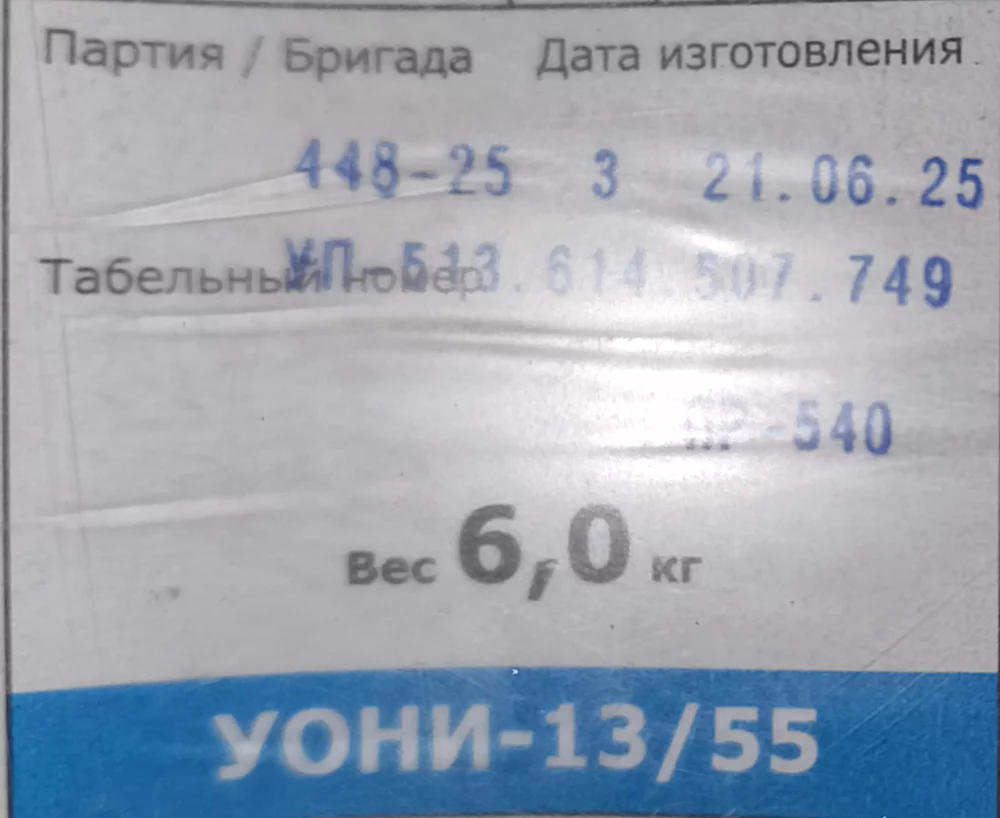 Партия / Бригада Дата изготовления
448-25 3 21.06.25
Табельный номер УП-513.614.507.749
-540
Вес 6,0 кг
УОНИ-13/55